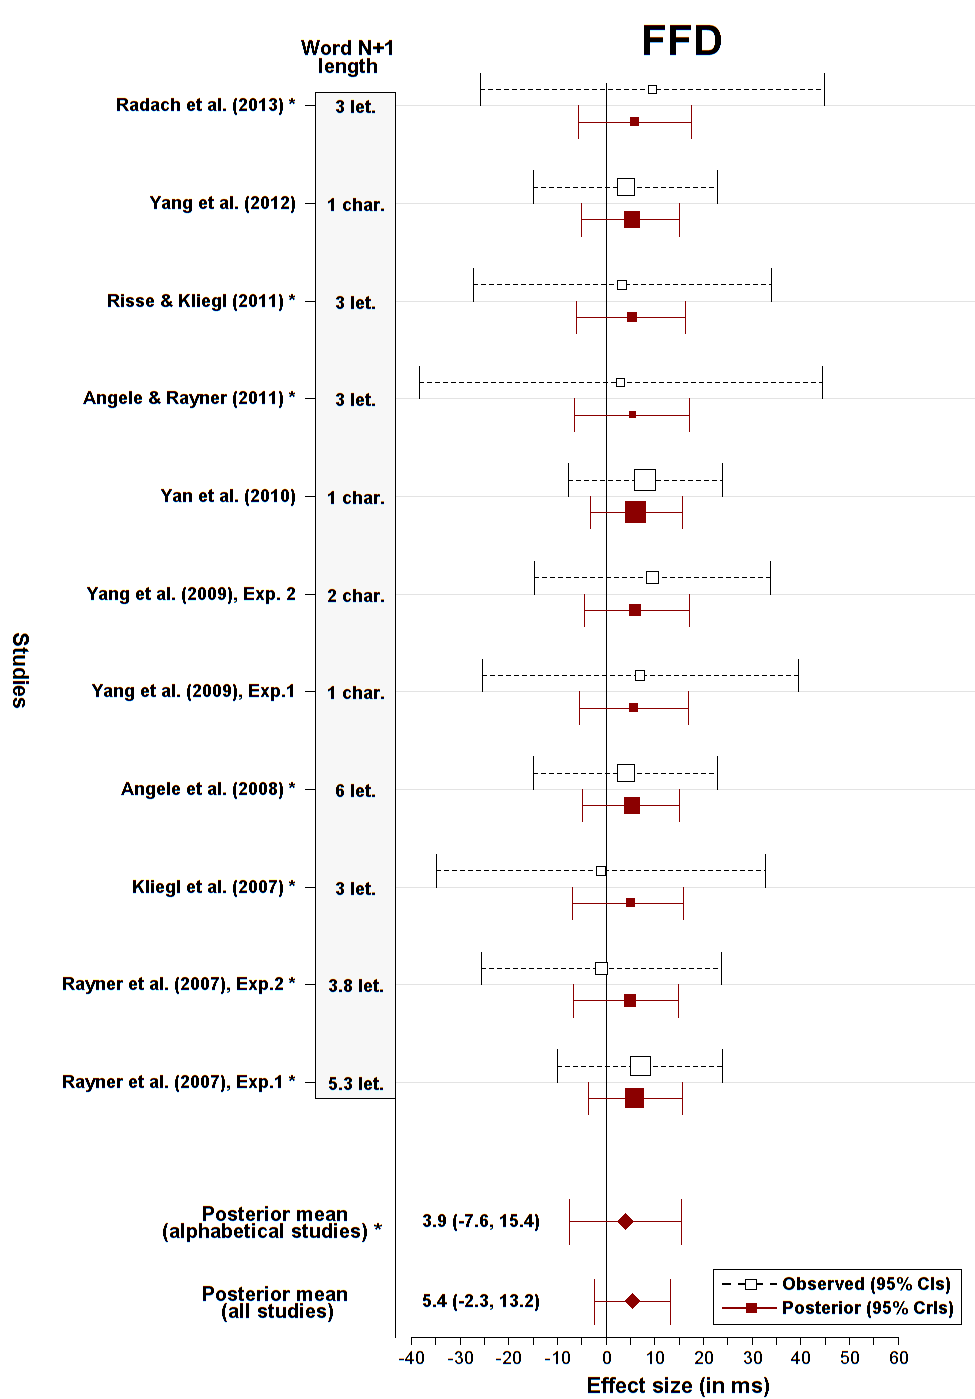 FFD
Word N+1
length
Radach et al. (2013) * 3 let.
Yang et al. (2012) 1 char.
Risse & Kliegl (2011) * 3 let.
Angele & Rayner (2011) * 3 let.
Yan et al. (2010) 1 char.
Yang et al. (2009), Exp. 2 2 char.
Yang et al. (2009), Exp.1 1 char.
Angele et al. (2008) * 6 let.
Kliegl et al. (2007) * 3 let.
Rayner et al. (2007), Exp.2 * 3.8 let.
Rayner et al. (2007), Exp.1 * 5.3 let.
Studies
Posterior mean
(alphabetical studies) *
3.9 (-7.6, 15.4)
Posterior mean
(all studies)
5.4 (-2.3, 13.2)
Observed (95% CIs)
Posterior (95% CrIs)
-40 -30 -20 -10 0 10 20 30 40 50 60
Effect size (in ms)